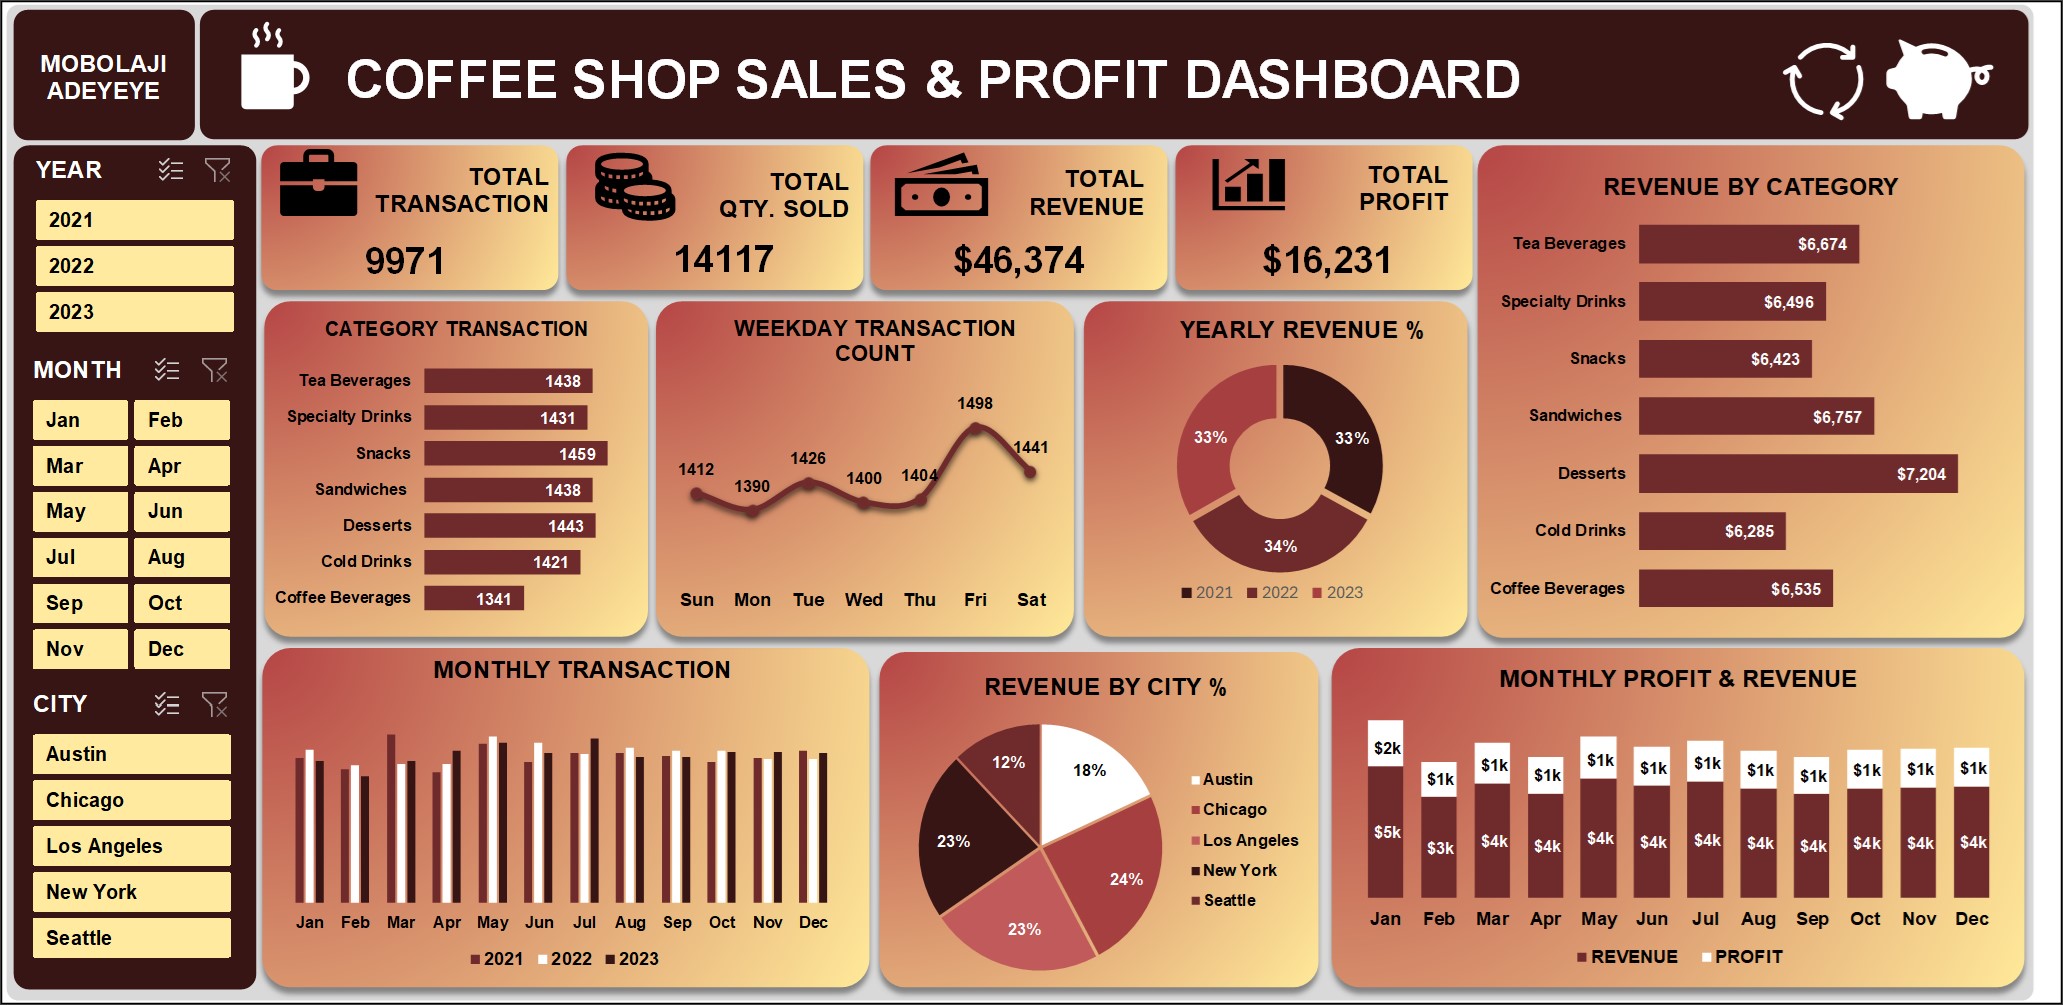 MOBOLAJI
ADEYEYE
COFFEE SHOP SALES & PROFIT DASHBOARD
YEAR
2021
2022
2023
MONTH
Jan Feb
Mar Apr
May Jun
Jul Aug
Sep Oct
Nov Dec
CITY
Austin
Chicago
Los Angeles
New York
Seattle
TOTAL
TRANSACTION
9971
TOTAL
QTY. SOLD
14117
TOTAL
REVENUE
$46,374
TOTAL
PROFIT
$16,231
REVENUE BY CATEGORY
Tea Beverages $6,674
Specialty Drinks $6,496
Snacks $6,423
Sandwiches $6,757
Desserts $7,204
Cold Drinks $6,285
Coffee Beverages $6,535
CATEGORY TRANSACTION
Tea Beverages 1438
Specialty Drinks 1431
Snacks 1459
Sandwiches 1438
Desserts 1443
Cold Drinks 1421
Coffee Beverages 1341
WEEKDAY TRANSACTION
COUNT
1412 1390 1426 1400 1404 1498 1441
Sun Mon Tue Wed Thu Fri Sat
YEARLY REVENUE %
33% 33%
34%
2021 2022 2023
MONTHLY TRANSACTION
Jan Feb Mar Apr May Jun Jul Aug Sep Oct Nov Dec
2021 2022 2023
REVENUE BY CITY %
12% 18%
23% 24%
23%
Austin
Chicago
Los Angeles
New York
Seattle
MONTHLY PROFIT & REVENUE
$2k $1k $1k $1k $1k $1k $1k $1k $1k $1k $1k $1k
$5k $3k $4k $4k $4k $4k $4k $4k $4k $4k $4k $4k
Jan Feb Mar Apr May Jun Jul Aug Sep Oct Nov Dec
REVENUE PROFIT